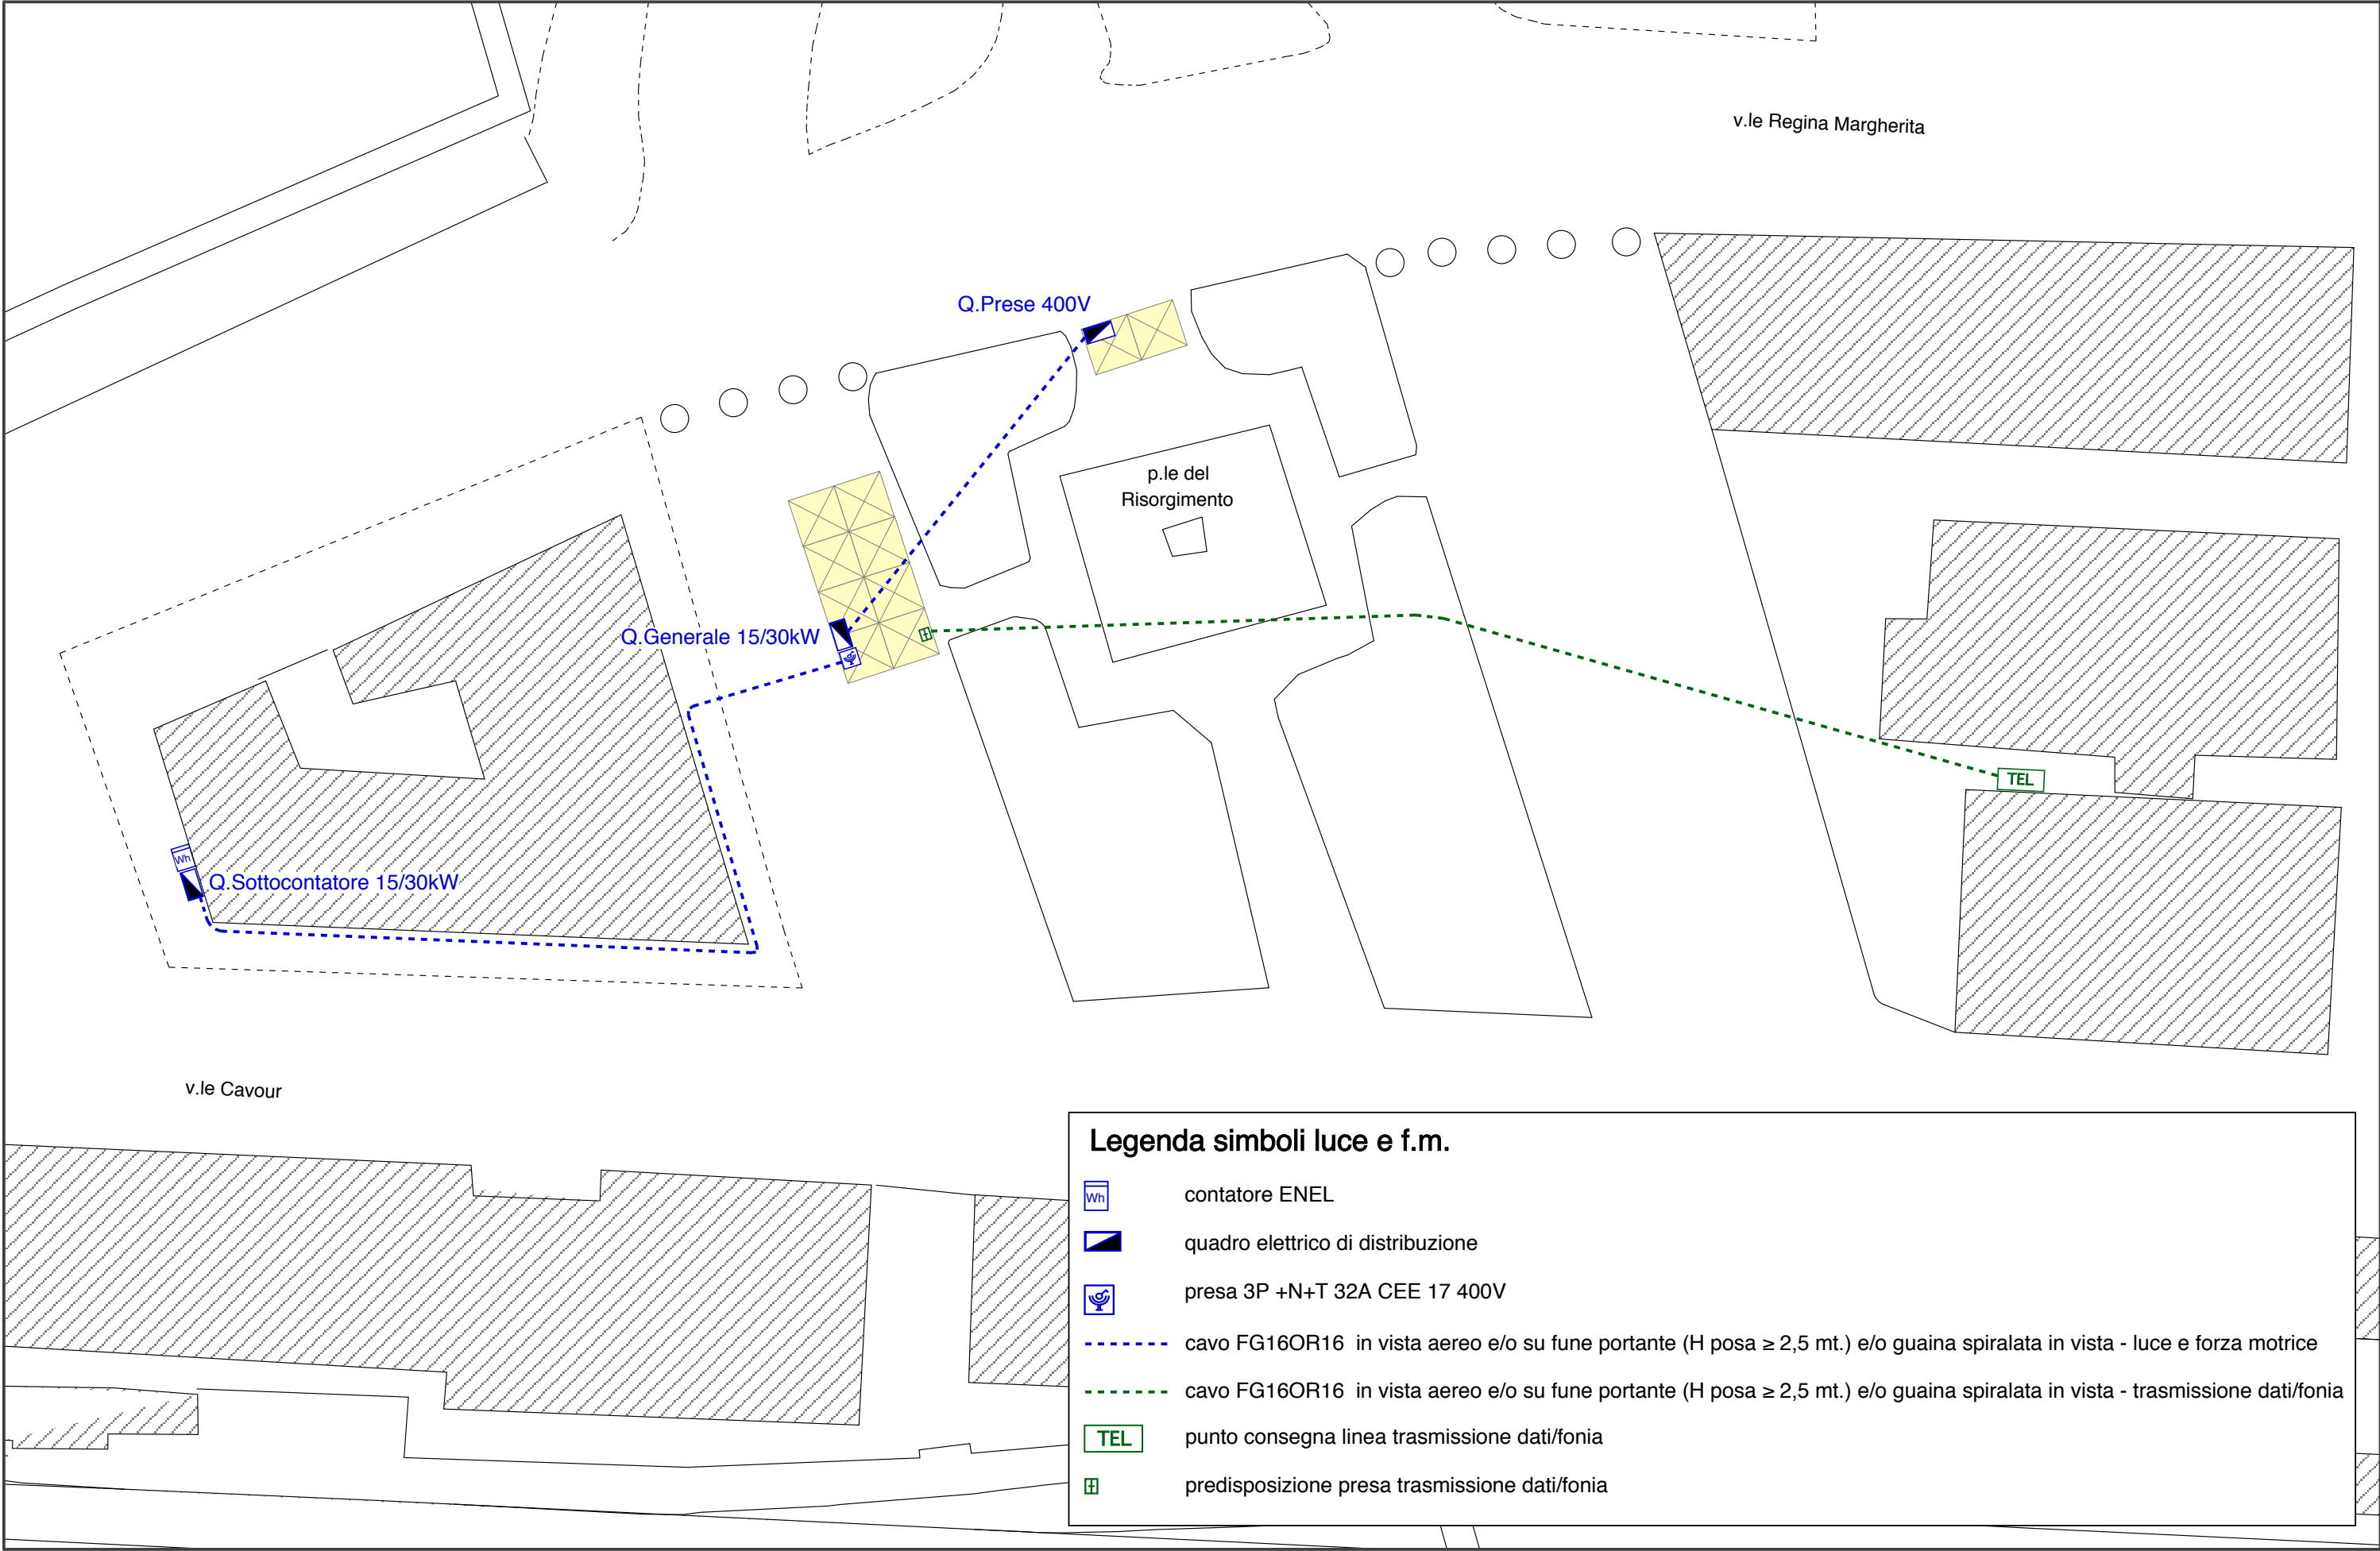 v.le Regina Margherita
Q.Prese 400V
p.le del
Risorgimento
Q.Generale 15/30kW
TEL
Wh
Q.Sottocontatore 15/30kW
v.le Cavour
Legenda simboli luce e f.m.
Wh contatore ENEL
quadro elettrico di distribuzione
presa 3P +N+T 32A CEE 17 400V
cavo FG16OR16 in vista aereo e/o su fune portante (H posa ≥ 2,5 mt.) e/o guaina spiralata in vista - luce e forza motrice
cavo FG16OR16 in vista aereo e/o su fune portante (H posa ≥ 2,5 mt.) e/o guaina spiralata in vista - trasmissione dati/fonia
TEL punto consegna linea trasmissione dati/fonia
predisposizione presa trasmissione dati/fonia